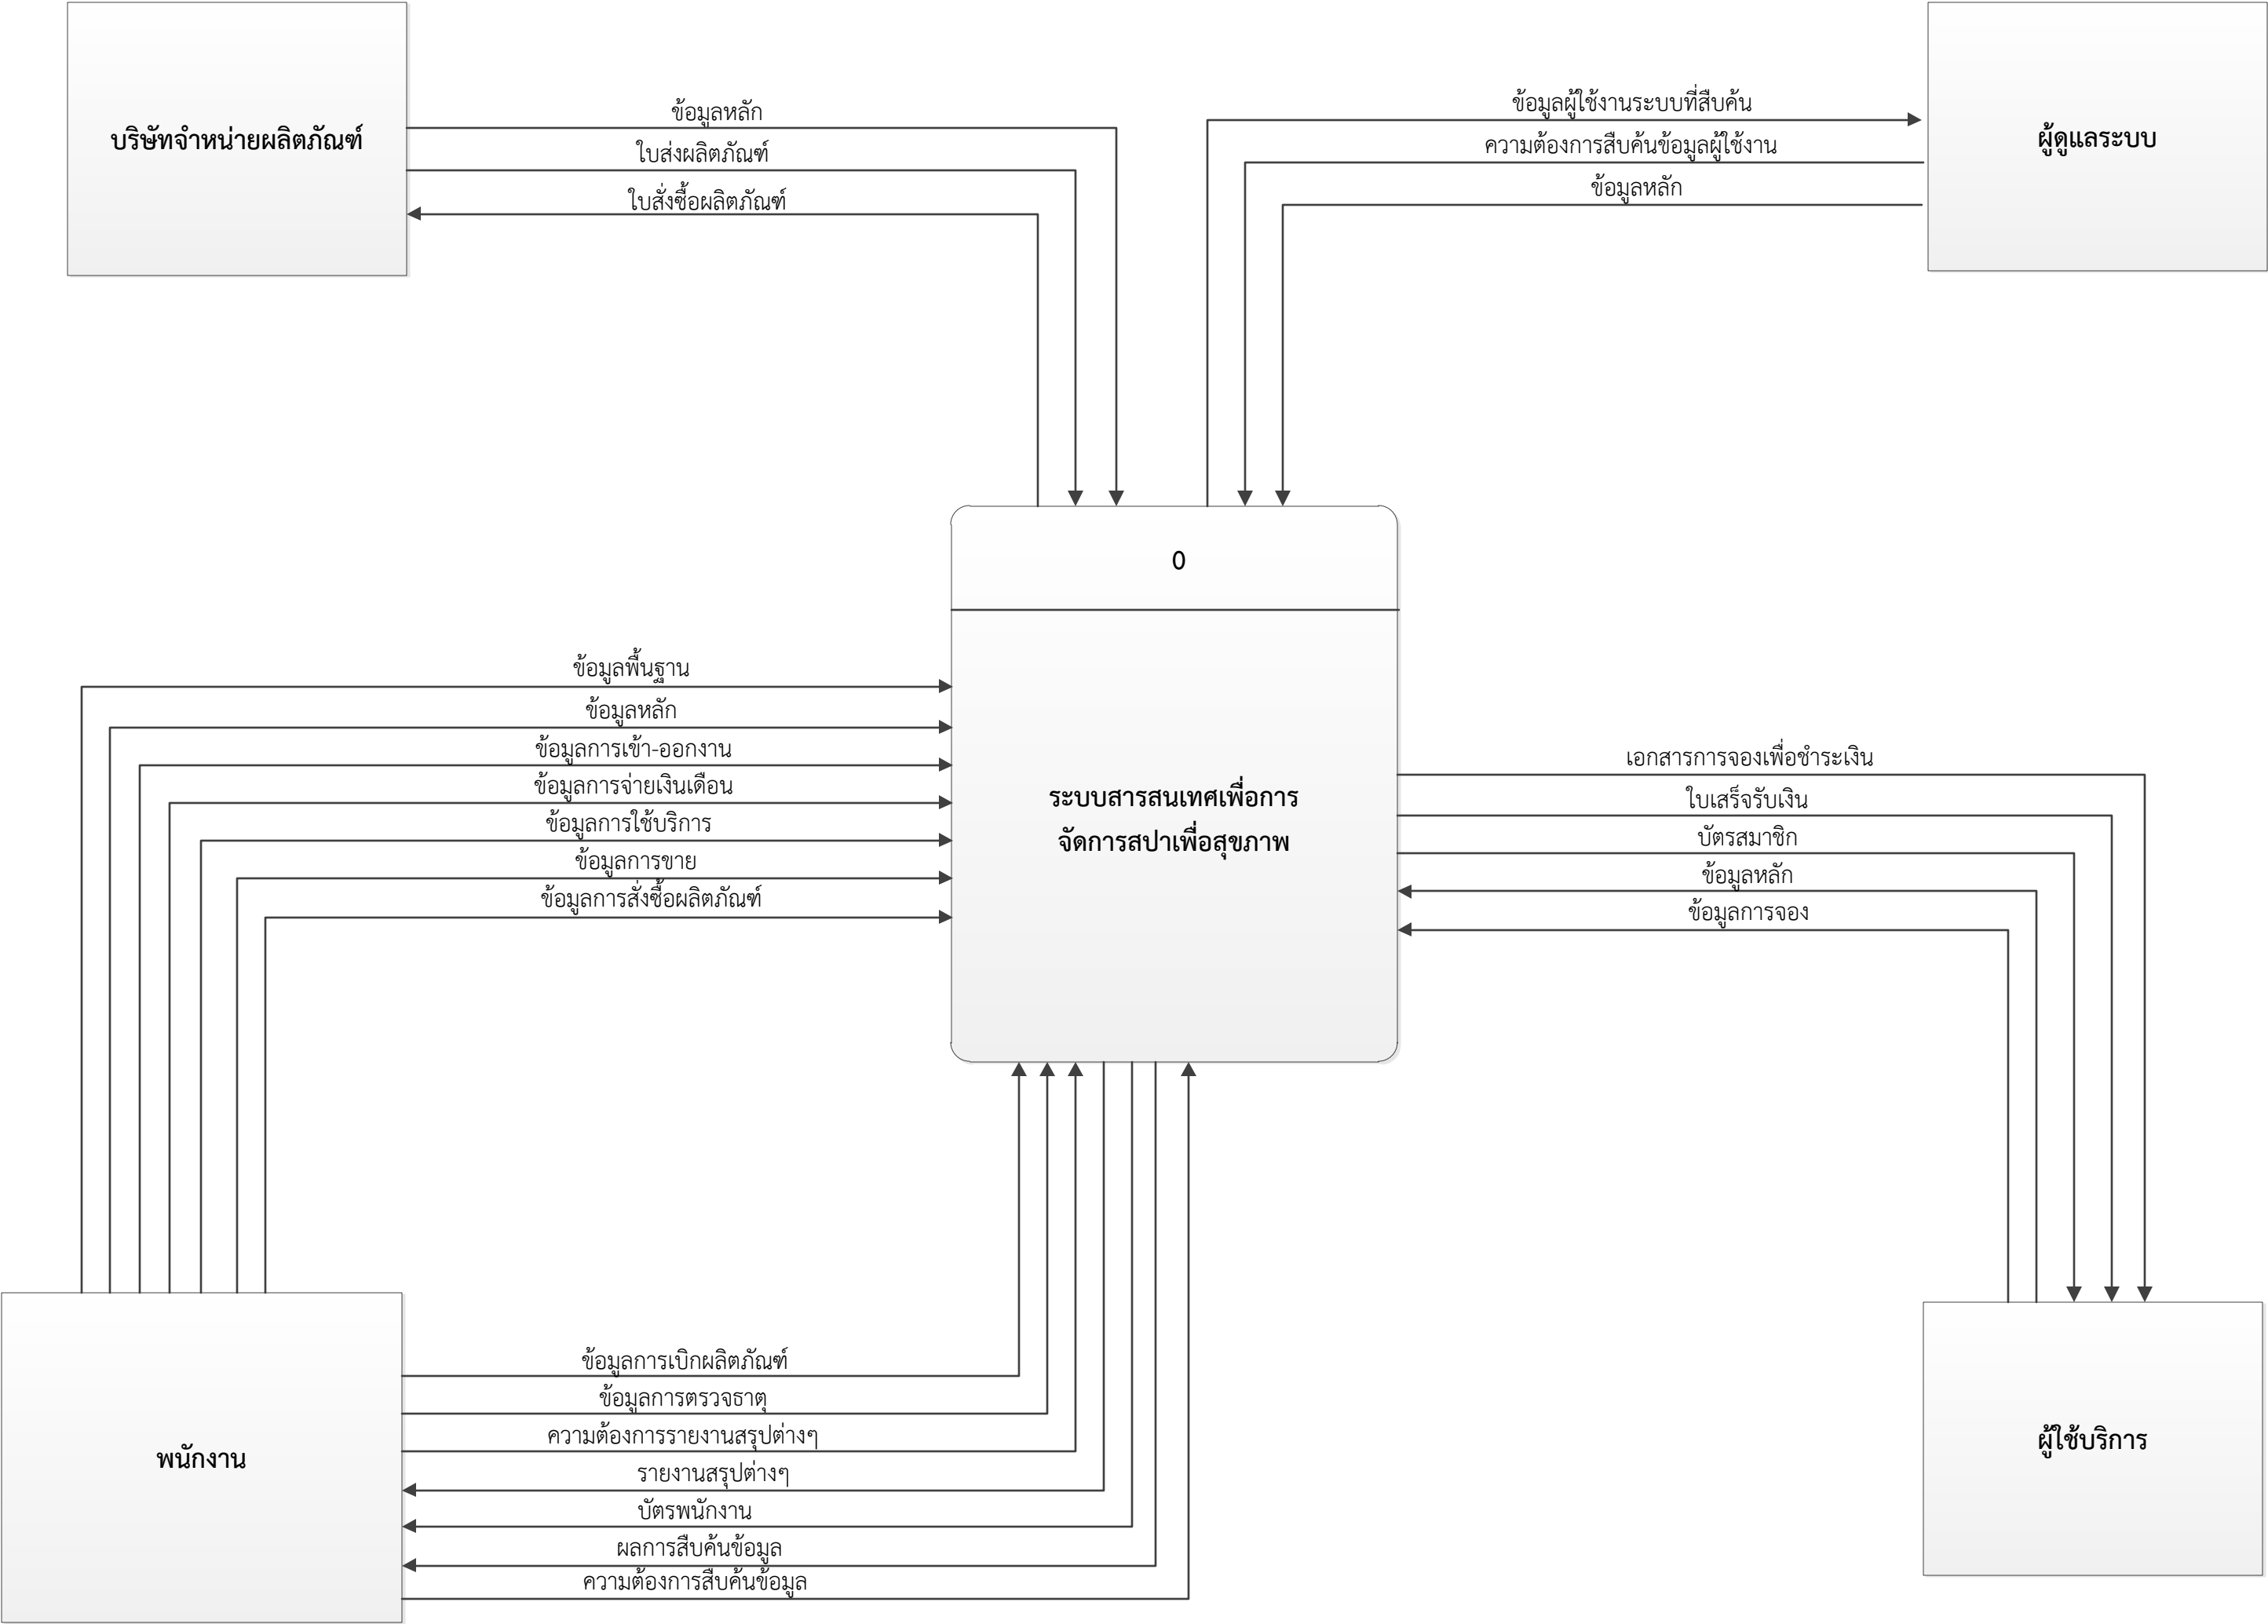 บริษัทจำหน่ายผลิตภัณฑ์
ข้อมูลหลัก
ใบส่งผลิตภัณฑ์
ใบสั่งซื้อผลิตภัณฑ์
ข้อมูลผู้ใช้งานระบบที่สืบค้น
ความต้องการสืบค้นข้อมูลผู้ใช้งาน
ข้อมูลหลัก
ผู้ดูแลระบบ
0
ระบบสารสนเทศเพื่อการ
จัดการสปาเพื่อสุขภาพ
ข้อมูลพื้นฐาน
ข้อมูลหลัก
ข้อมูลการเข้า-ออกงาน
ข้อมูลการจ่ายเงินเดือน
ข้อมูลการใช้บริการ
ข้อมูลการขาย
ข้อมูลการสั่งซื้อผลิตภัณฑ์
เอกสารการจองเพื่อชำระเงิน
ใบเสร็จรับเงิน
บัตรสมาชิก
ข้อมูลหลัก
ข้อมูลการจอง
พนักงาน
ข้อมูลการเบิกผลิตภัณฑ์
ข้อมูลการตรวจธาตุ
ความต้องการรายงานสรุปต่างๆ
รายงานสรุปต่างๆ
บัตรพนักงาน
ผลการสืบค้นข้อมูล
ความต้องการสืบค้นข้อมูล
ผู้ใช้บริการ